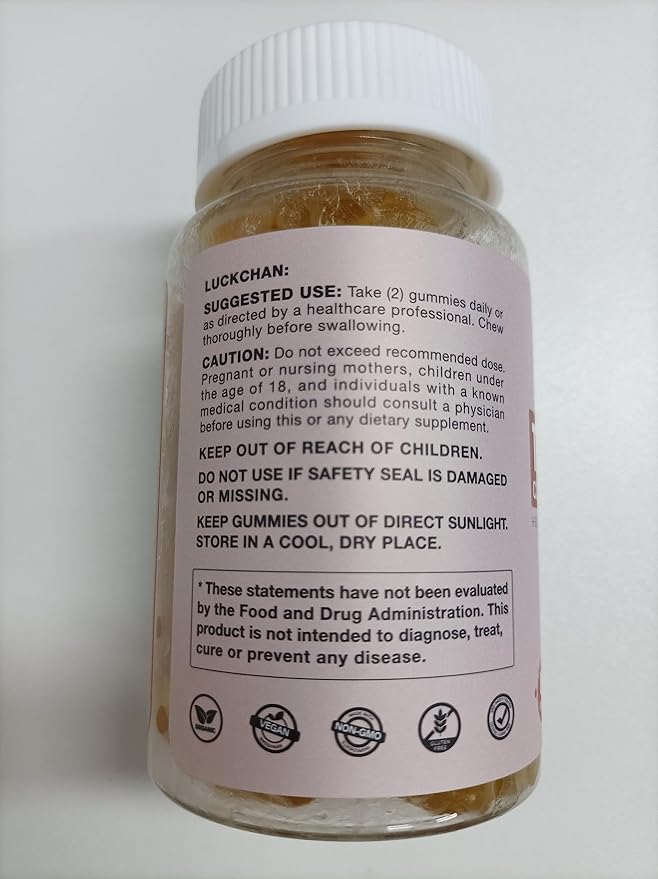 LUCKCHAN:
SUGGESTED USE: Take (2) gummies daily or
as directed by a healthcare professional. Chew
thoroughly before swallowing.
CAUTION: Do not exceed recommended dose.
Pregnant or nursing mothers, children under
the age of 18, and individuals with a known
medical condition should consult a physician
before using this or any dietary supplement.
KEEP OUT OF REACH OF CHILDREN.
DO NOT USE IF SAFETY SEAL IS DAMAGED
OR MISSING.
KEEP GUMMIES OUT OF DIRECT SUNLIGHT.
STORE IN A COOL, DRY PLACE.
* These statements have not been evaluated
by the Food and Drug Administration. This
product is not intended to diagnose, treat,
cure or prevent any disease.
ORGANIC
VEGAN
NON-GMO
GLUTEN
FREE